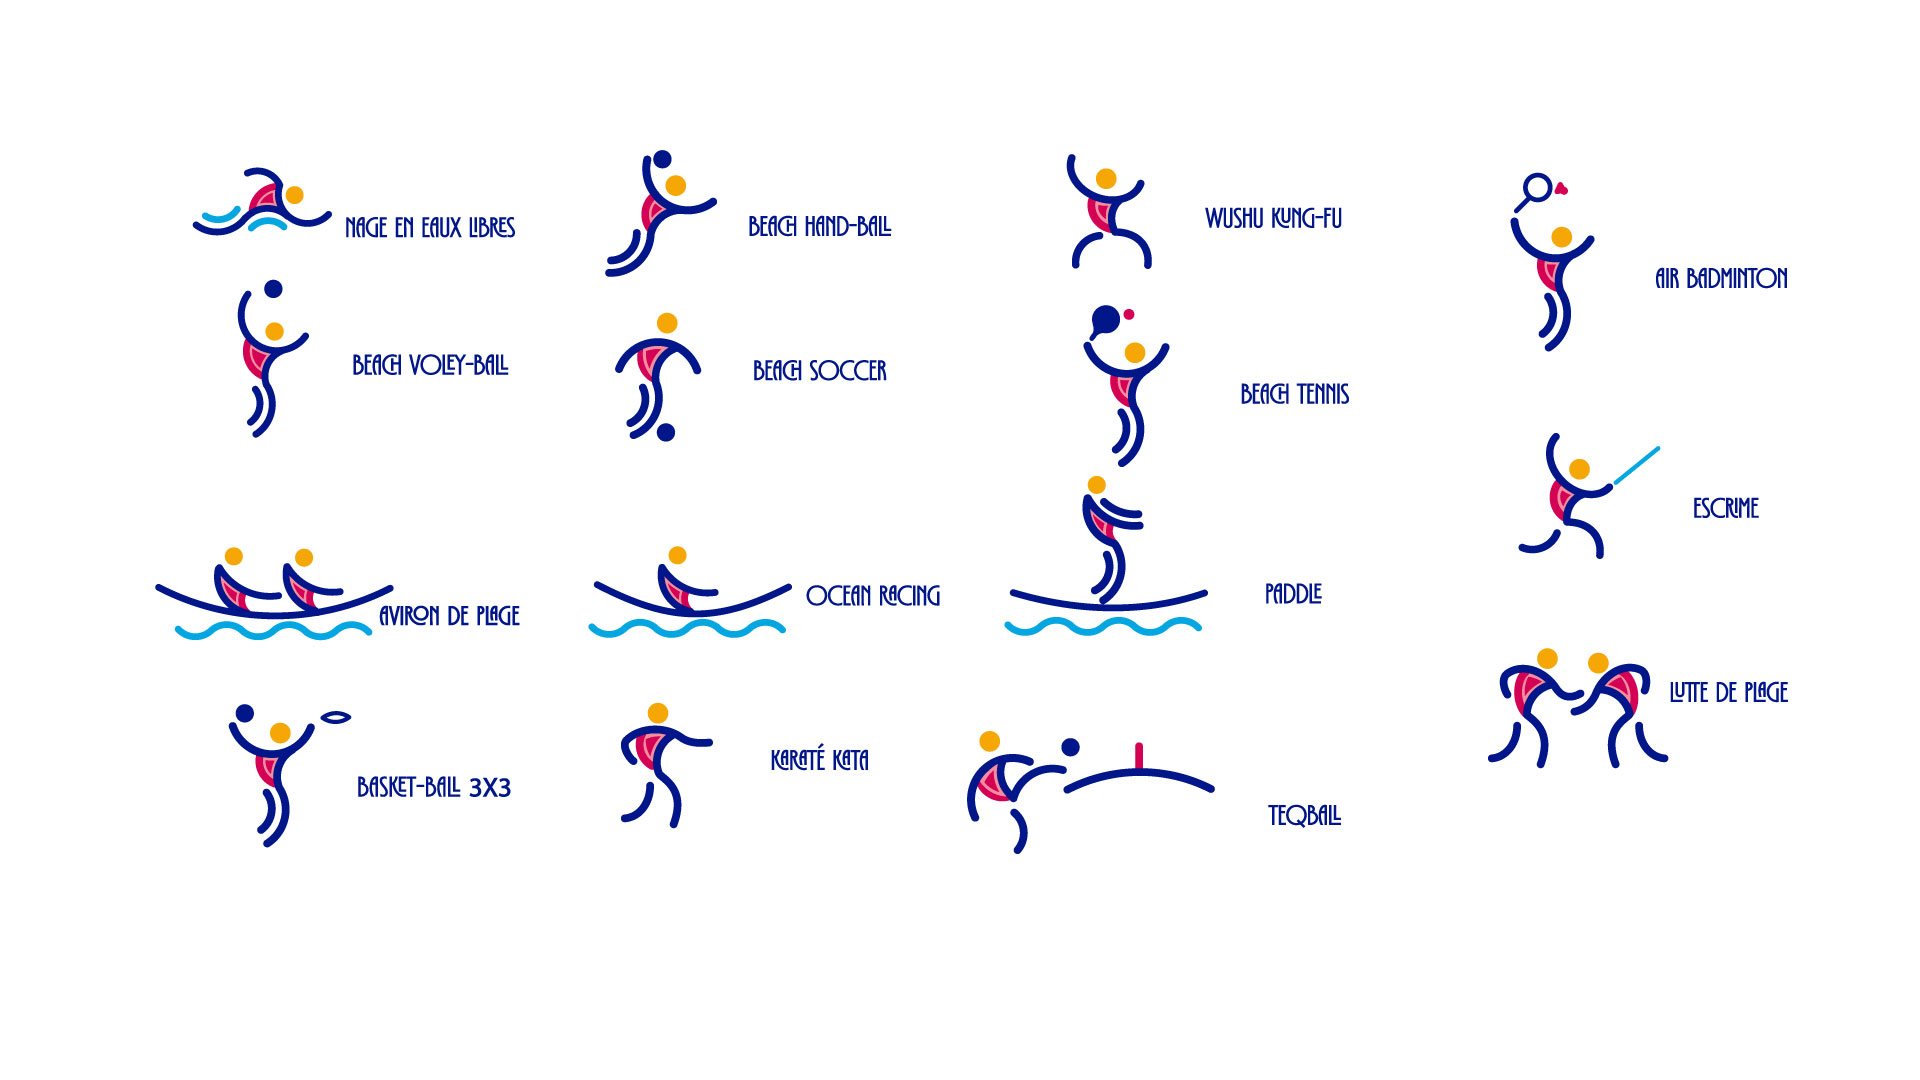 NAGE EN EAUX LIBRES
BEACH HAND-BALL
WUSHU KUNG-FU
AIR BADMINTON
BEACH VOLEY-BALL
BEACH SOCCER
BEACH TENNIS
ESCRIME
AVIRON DE PLAGE
OCEAN RACING
PADDLE
LUTTE DE PLAGE
BASKET-BALL 3X3
KARATÉ KATA
TEQBALL